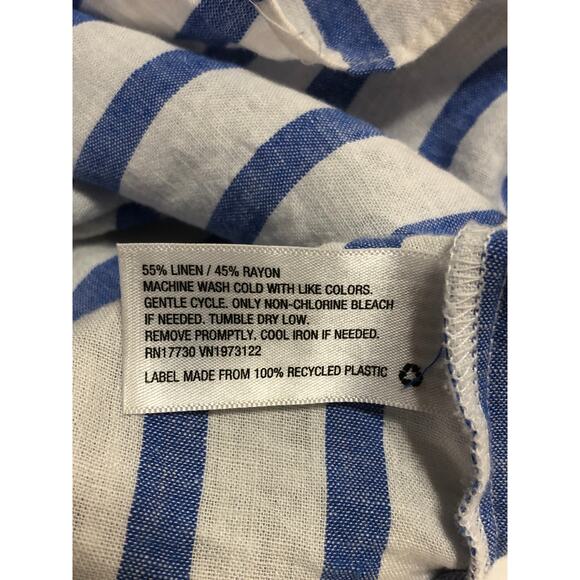 55% LINEN / 45% RAYON
MACHINE WASH COLD WITH LIKE COLORS.
GENTLE CYCLE. ONLY NON-CHLORINE BLEACH
IF NEEDED. TUMBLE DRY LOW.
REMOVE PROMPTLY. COOL IRON IF NEEDED.
RN17730 VN1973122
LABEL MADE FROM 100% RECYCLED PLASTIC